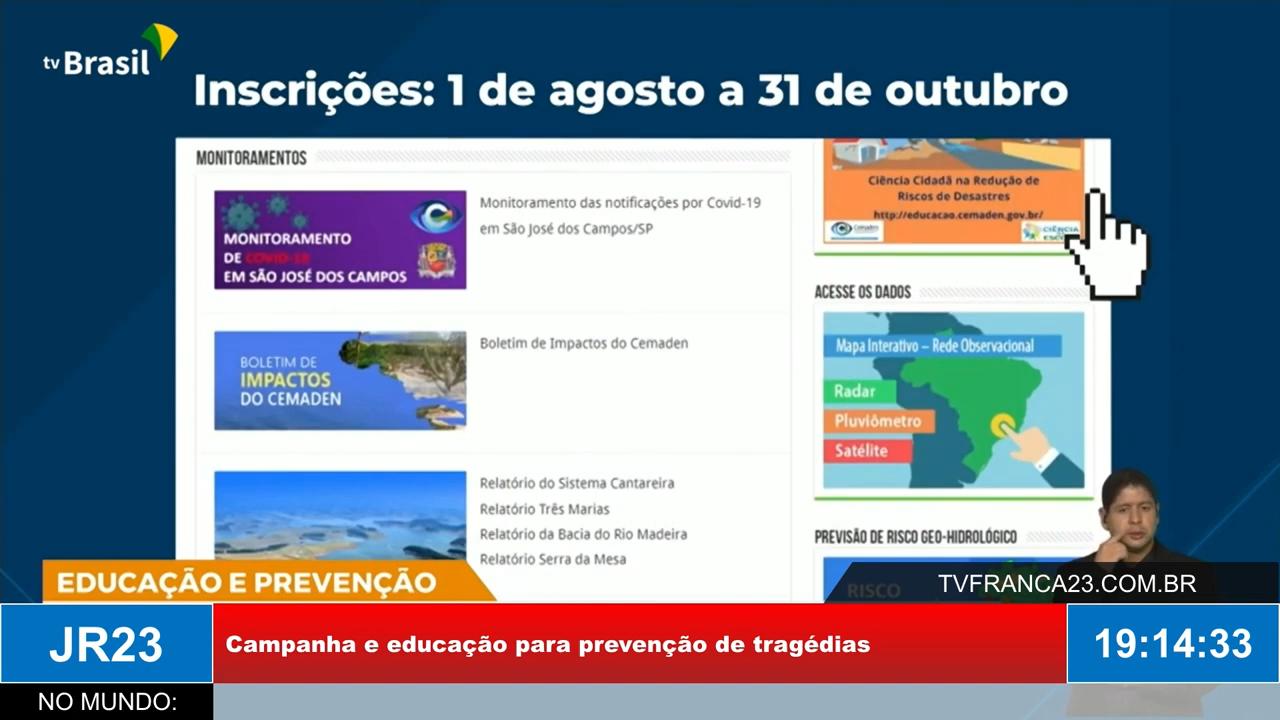 tv Brasil
Inscrições: 1 de agosto a 31 de outubro
MONITORAMENTOS
MONITORAMENTO
DE COVID-19
EM SÃO JOSÉ DOS CAMPOS
Monitoramento das notificações por Covid-19
em São José dos Campos/SP
BOLETIM DE
IMPACTOS
DO CEMADEN
Boletim de Impactos do Cemaden
Relatório do Sistema Cantareira
Relatório Três Marias
Relatório da Bacia do Rio Madeira
Relatório Serra da Mesa
Ciência Cidadã na Redução de
Riscos de Desastres
http://educacao.cemaden.gov.br/
Cemaden
CIÊNCIA
ACESSE OS DADOS
Mapa Interativo – Rede Observacional
Radar
Pluviômetro
Satélite
PREVISÃO DE RISCO GEO-HIDROLÓGICO
RISCO
EDUCAÇÃO E PREVENÇÃO
TVFRANCA23.COM.BR
JR23
Campanha e educação para prevenção de tragédias
19:14:33
NO MUNDO: